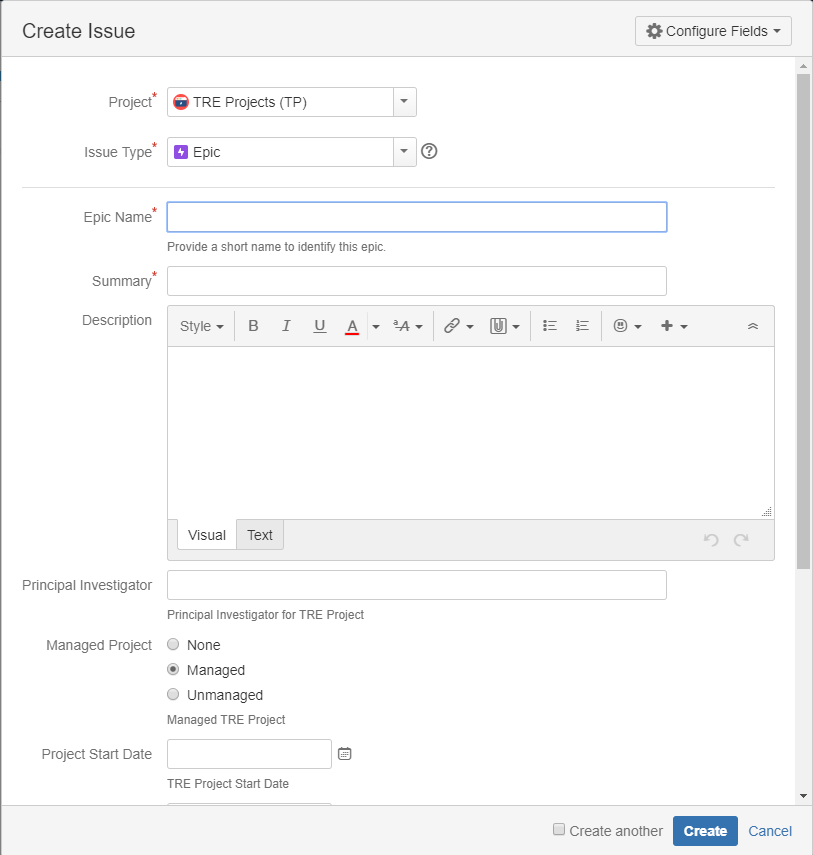 Create Issue
Configure Fields
Project*
TRE Projects (TP)
Issue Type*
Epic
Epic Name*
Provide a short name to identify this epic.
Summary*
Description
Style B I U A ᵃA
Visual Text
Principal Investigator
Principal Investigator for TRE Project
Managed Project
None
Managed
Unmanaged
Managed TRE Project
Project Start Date
TRE Project Start Date
Create another Create Cancel